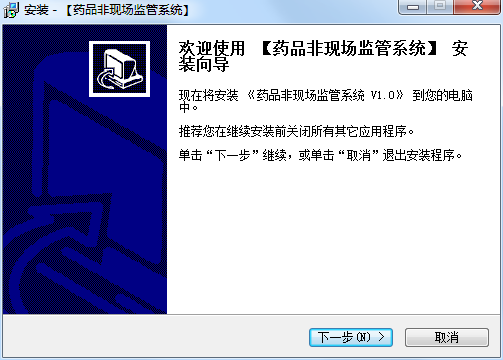 安装 - 【药品非现场监管系统】
欢迎使用 【药品非现场监管系统】 安
装向导
现在将安装 《药品非现场监管系统 V1.0》 到您的电脑
中。
推荐您在继续安装前关闭所有其它应用程序。
单击“下一步”继续，或单击“取消”退出安装程序。
下一步(N) >
取消